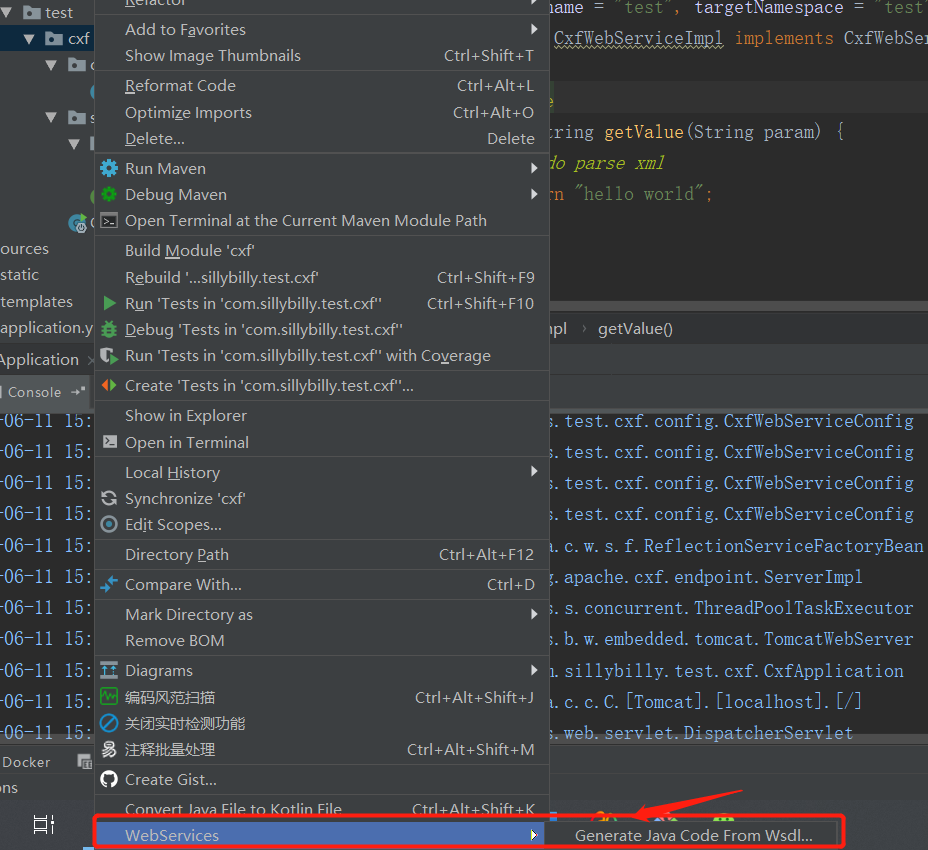 test
Refactor
name = "test", targetNamespace = "test"
cxf
Add to Favorites
CxfWebServiceImpl implements CxfWebSer
Show Image Thumbnails Ctrl+Shift+T
Reformat Code Ctrl+Alt+L
Optimize Imports Ctrl+Alt+O
Delete... Delete
tring getValue(String param) {
do parse xml
rn "hello world";
Run Maven
Debug Maven
Open Terminal at the Current Maven Module Path
ources
static
templates
application.y
Build Module 'cxf'
Rebuild '...sillybilly.test.cxf' Ctrl+Shift+F9
Run 'Tests in 'com.sillybilly.test.cxf'' Ctrl+Shift+F10
Debug 'Tests in 'com.sillybilly.test.cxf''
mpl › getValue()
Run 'Tests in 'com.sillybilly.test.cxf'' with Coverage
Application ×
Create 'Tests in 'com.sillybilly.test.cxf''...
Console
Show in Explorer
Open in Terminal
Local History
Synchronize 'cxf'
Edit Scopes...
Directory Path Ctrl+Alt+F12
Compare With... Ctrl+D
Mark Directory as
Remove BOM
Diagrams
编码规范扫描 Ctrl+Alt+Shift+J
关闭实时检测功能
注释批量处理 Ctrl+Alt+Shift+M
Create Gist...
Convert Java File to Kotlin File Ctrl+Alt+Shift+K
WebServices
Generate Java Code From Wsdl...
-06-11 15: s.test.cxf.config.CxfWebServiceConfig
-06-11 15: s.test.cxf.config.CxfWebServiceConfig
-06-11 15: s.test.cxf.config.CxfWebServiceConfig
-06-11 15: s.test.cxf.config.CxfWebServiceConfig
-06-11 15: a.c.w.s.f.ReflectionServiceFactoryBean
-06-11 15: g.apache.cxf.endpoint.ServerImpl
-06-11 15: s.s.concurrent.ThreadPoolTaskExecutor
-06-11 15: s.b.w.embedded.tomcat.TomcatWebServer
-06-11 15: m.sillybilly.test.cxf.CxfApplication
-06-11 15: a.c.c.C.[Tomcat].[localhost].[/]
-06-11 15: s.web.servlet.DispatcherServlet
Docker
ons